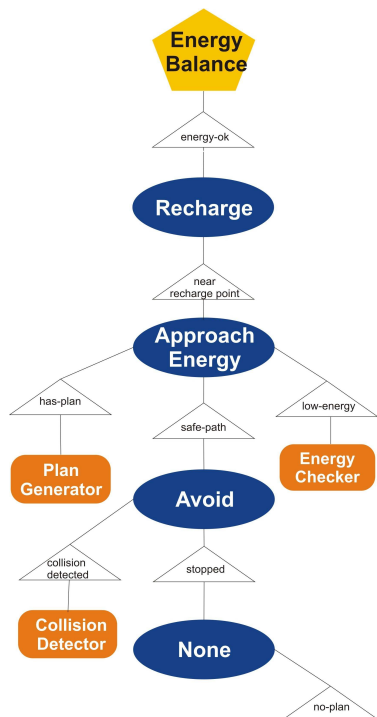 Energy
Balance
energy-ok
Recharge
near
recharge point
Approach
Energy
has-plan
safe-path
low-energy
Plan
Generator
Avoid
Energy
Checker
collision
detected
stopped
Collision
Detector
None
no-plan